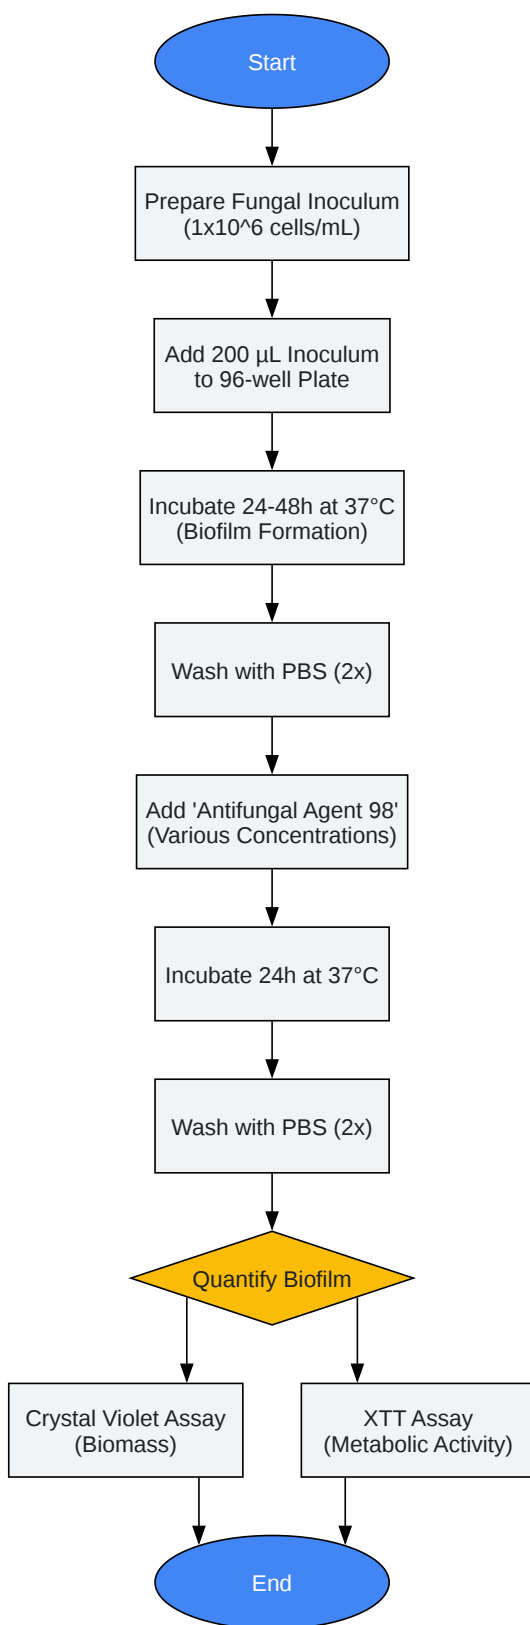 Start
Prepare Fungal Inoculum
(1x10^6 cells/mL)
Add 200 µL Inoculum
to 96-well Plate
Incubate 24-48h at 37°C
(Biofilm Formation)
Wash with PBS (2x)
Add 'Antifungal Agent 98'
(Various Concentrations)
Incubate 24h at 37°C
Wash with PBS (2x)
Quantify Biofilm
Crystal Violet Assay
(Biomass)
XTT Assay
(Metabolic Activity)
End